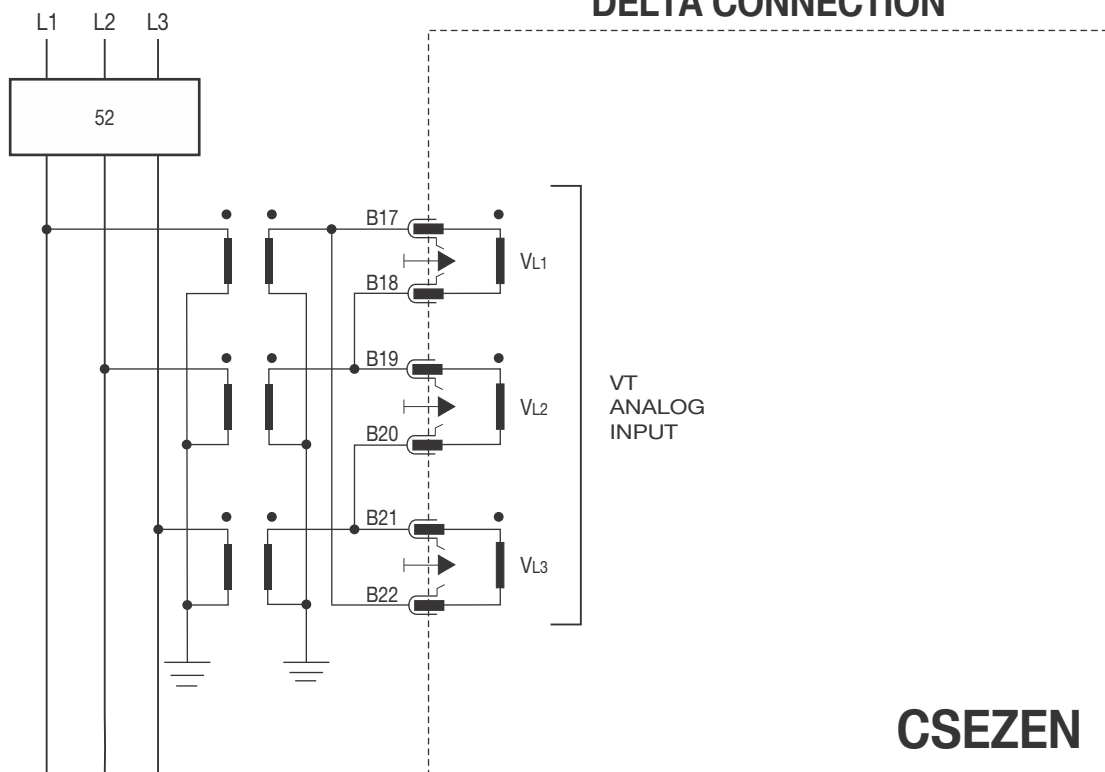 DELTA CONNECTION
L1 L2 L3
52
B17
VL1
B18
B19
VL2
B20
B21
VL3
B22
VT
ANALOG
INPUT
CSEZEN